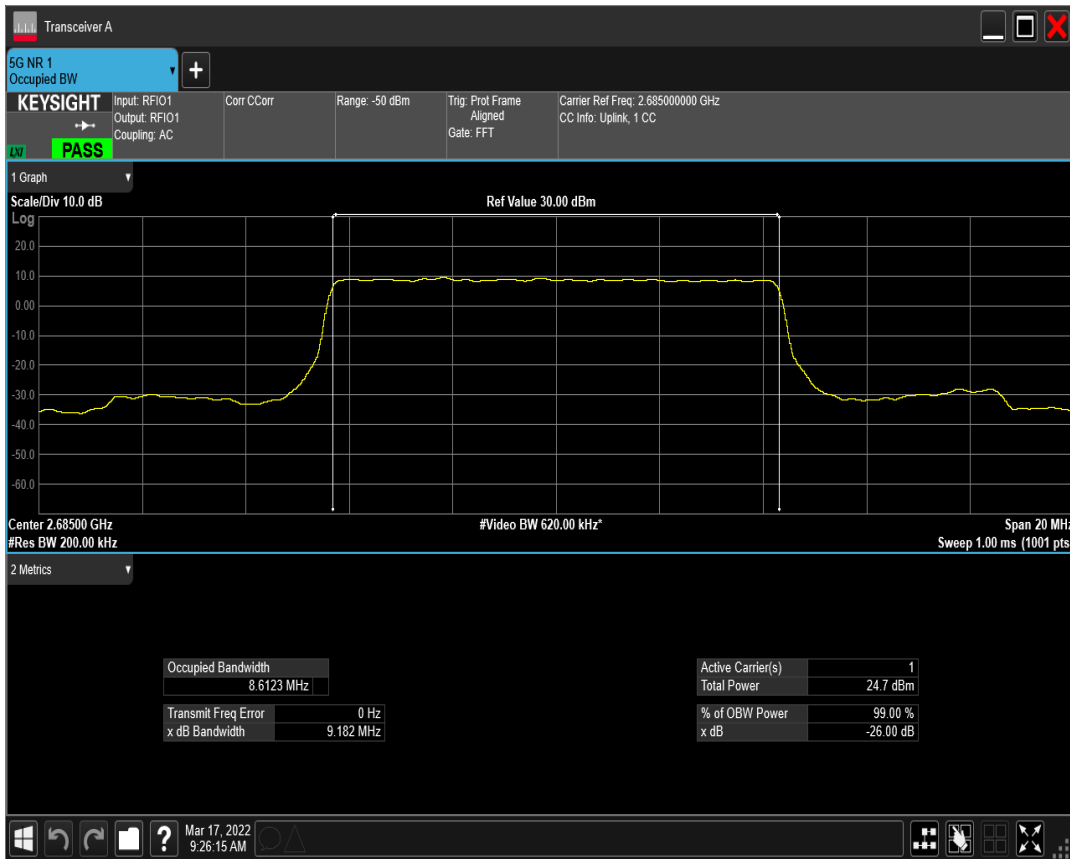 Transceiver A
5G NR 1
Occupied BW
KEYSIGHT
LXI
PASS
Input: RFIO1
Output: RFIO1
Coupling: AC
Corr CCorr
Range: -50 dBm
Trig: Prot Frame
Aligned
Gate: FFT
Carrier Ref Freq: 2.685000000 GHz
CC Info: Uplink, 1 CC
1 Graph
Scale/Div 10.0 dB
Ref Value 30.00 dBm
Log
20.0
10.0
0.00
-10.0
-20.0
-30.0
-40.0
-50.0
-60.0
Center 2.68500 GHz
#Video BW 620.00 kHz*
Span 20 MHz
#Res BW 200.00 kHz
Sweep 1.00 ms (1001 pts
2 Metrics
Occupied Bandwidth
8.6123 MHz
Transmit Freq Error 0 Hz
x dB Bandwidth 9.182 MHz
Active Carrier(s) 1
Total Power 24.7 dBm
% of OBW Power 99.00 %
x dB -26.00 dB
Mar 17, 2022
9:26:15 AM